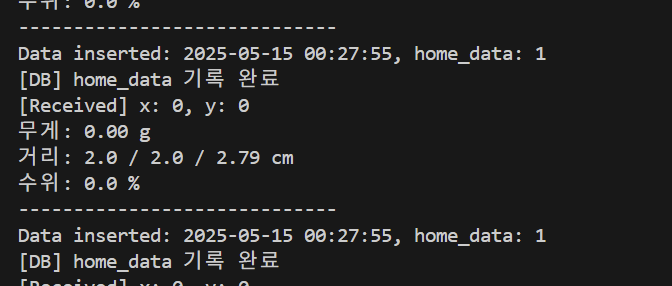 수위: 0.0 %
-----------------------------
Data inserted: 2025-05-15 00:27:55, home_data: 1
[DB] home_data 기록 완료
[Received] x: 0, y: 0
무게: 0.00 g
거리: 2.0 / 2.0 / 2.79 cm
수위: 0.0 %
-----------------------------
Data inserted: 2025-05-15 00:27:55, home_data: 1
[DB] home_data 기록 완료
[Received] x: 0, y: 0